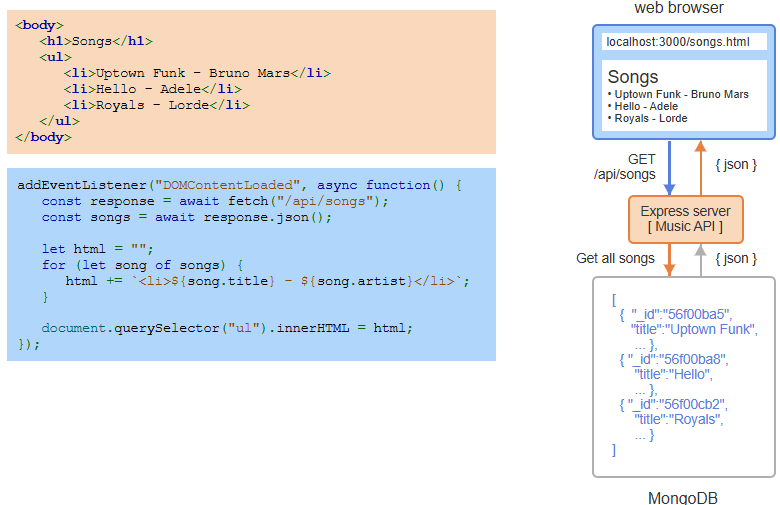 <body>
<h1>Songs</h1>
<ul>
<li>Uptown Funk - Bruno Mars</li>
<li>Hello - Adele</li>
<li>Royals - Lorde</li>
</ul>
</body>
addEventListener("DOMContentLoaded", async function() {
const response = await fetch("/api/songs");
const songs = await response.json();
let html = "";
for (let song of songs) {
html += `<li>${song.title} - ${song.artist}</li>`;
}
document.querySelector("ul").innerHTML = html;
});
web browser
localhost:3000/songs.html
Songs
• Uptown Funk - Bruno Mars
• Hello - Adele
• Royals - Lorde
GET
/api/songs
{ json }
Express server
[ Music API ]
Get all songs
{ json }
[
{ "_id":"56f00ba5",
"title":"Uptown Funk",
... },
{ "_id":"56f00ba8",
"title":"Hello",
... },
{ "_id":"56f00cb2",
"title":"Royals",
... }
]
MongoDB